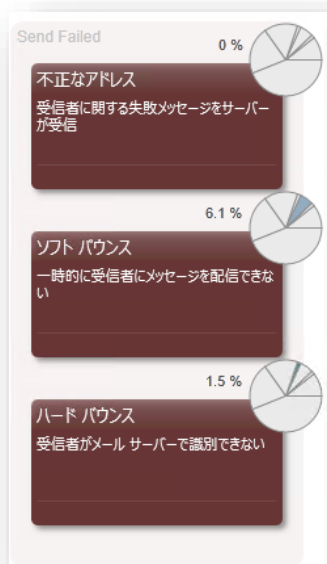 Send Failed
0 %
不正なアドレス
受信者に関する失敗メッセージをサーバー
が受信
6.1 %
ソフト バウンス
一時的に受信者にメッセージを配信できな
い
1.5 %
ハード バウンス
受信者がメール サーバーで識別できない